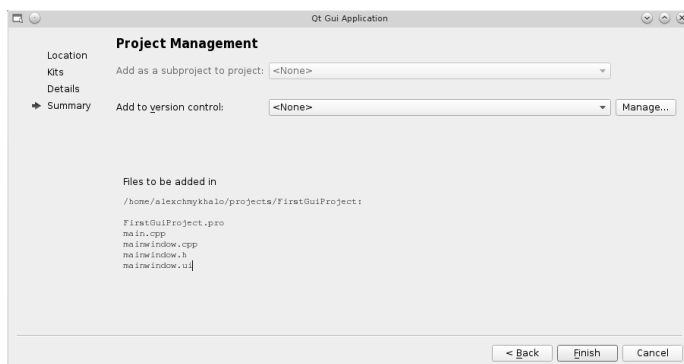 Qt Gui Application
Location
Kits
Details
Summary
Project Management
Add as a subproject to project: <None>
Add to version control: <None> Manage...
Files to be added in
/home/alexchmykhalo/projects/FirstGuiProject:
FirstGuiProject.pro
main.cpp
mainwindow.cpp
mainwindow.h
mainwindow.ui
< Back Finish Cancel